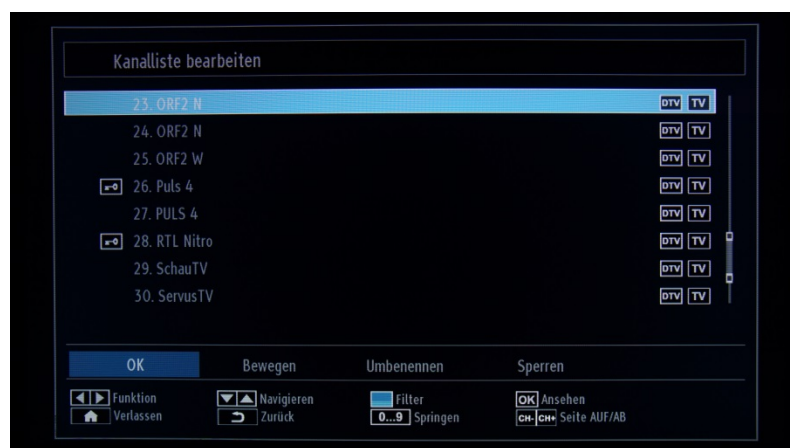 Kanalliste bearbeiten
23. ORF2 N DTV TV
24. ORF2 N DTV TV
25. ORF2 W DTV TV
26. Puls 4 DTV TV
27. PULS 4 DTV TV
28. RTL Nitro DTV TV
29. SchauTV DTV TV
30. ServusTV DTV TV
OK Bewegen Umbenennen Sperren
Funktion Navigieren Filter OK Ansehen
Verlassen Zurück 0...9 Springen CH- CH+ Seite AUF/AB